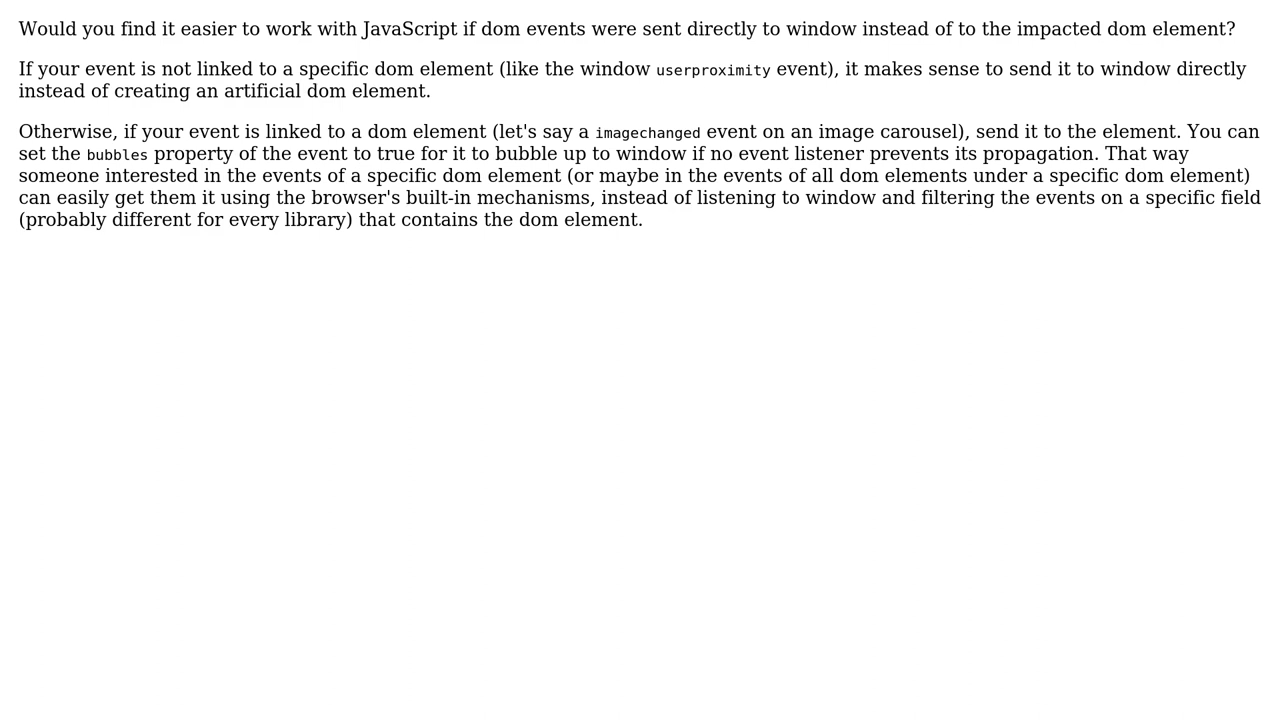 Would you find it easier to work with JavaScript if dom events were sent directly to window instead of to the impacted dom element?
If your event is not linked to a specific dom element (like the window userproximity event), it makes sense to send it to window directly
instead of creating an artificial dom element.
Otherwise, if your event is linked to a dom element (let's say a imagechanged event on an image carousel), send it to the element. You can
set the bubbles property of the event to true for it to bubble up to window if no event listener prevents its propagation. That way
someone interested in the events of a specific dom element (or maybe in the events of all dom elements under a specific dom element)
can easily get them it using the browser's built-in mechanisms, instead of listening to window and filtering the events on a specific field
(probably different for every library) that contains the dom element.